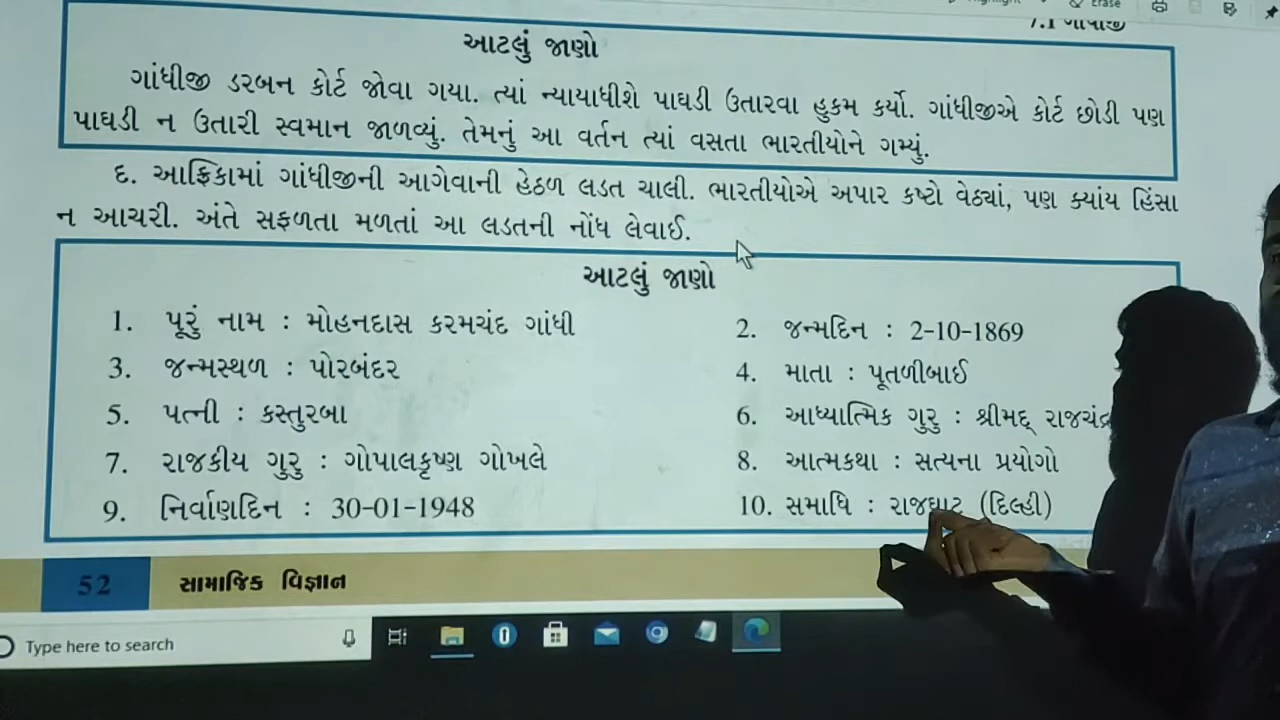 Erase
આટલું જાણો
ગાંધીજી ડરબન કોર્ટ જોવા ગયા. ત્યાં ન્યાયાધીશે પાઘડી ઉતારવા હુકમ કર્યો. ગાંધીજીએ કોર્ટ છોડી પણ
પાઘડી ન ઉતારી સ્વમાન જાળવ્યું. તેમનું આ વર્તન ત્યાં વસતા ભારતીયોને ગમ્યું.
દ. આફ્રિકામાં ગાંધીજીની આગેવાની હેઠળ લડત ચાલી. ભારતીયોએ અપાર કષ્ટો વેઠ્યાં, પણ ક્યાંય હિંસા
ન આચરી. અંતે સફળતા મળતાં આ લડતની નોંધ લેવાઈ.
આટલું જાણો
1. પૂરું નામ : મોહનદાસ કરમચંદ ગાંધી 2. જન્મદિન : 2-10-1869
3. જન્મસ્થળ : પોરબંદર 4. માતા : પૂતળીબાઈ
5. પત્ની : કસ્તુરબા 6. આધ્યાત્મિક ગુરુ : શ્રીમદ્ રાજચંદ્ર
7. રાજકીય ગુરુ : ગોપાલકૃષ્ણ ગોખલે 8. આત્મકથા : સત્યના પ્રયોગો
9. નિર્વાણદિન : 30-01-1948 10. સમાધિ : રાજઘાટ (દિલ્હી)
52 સામાજિક વિજ્ઞાન
Type here to search